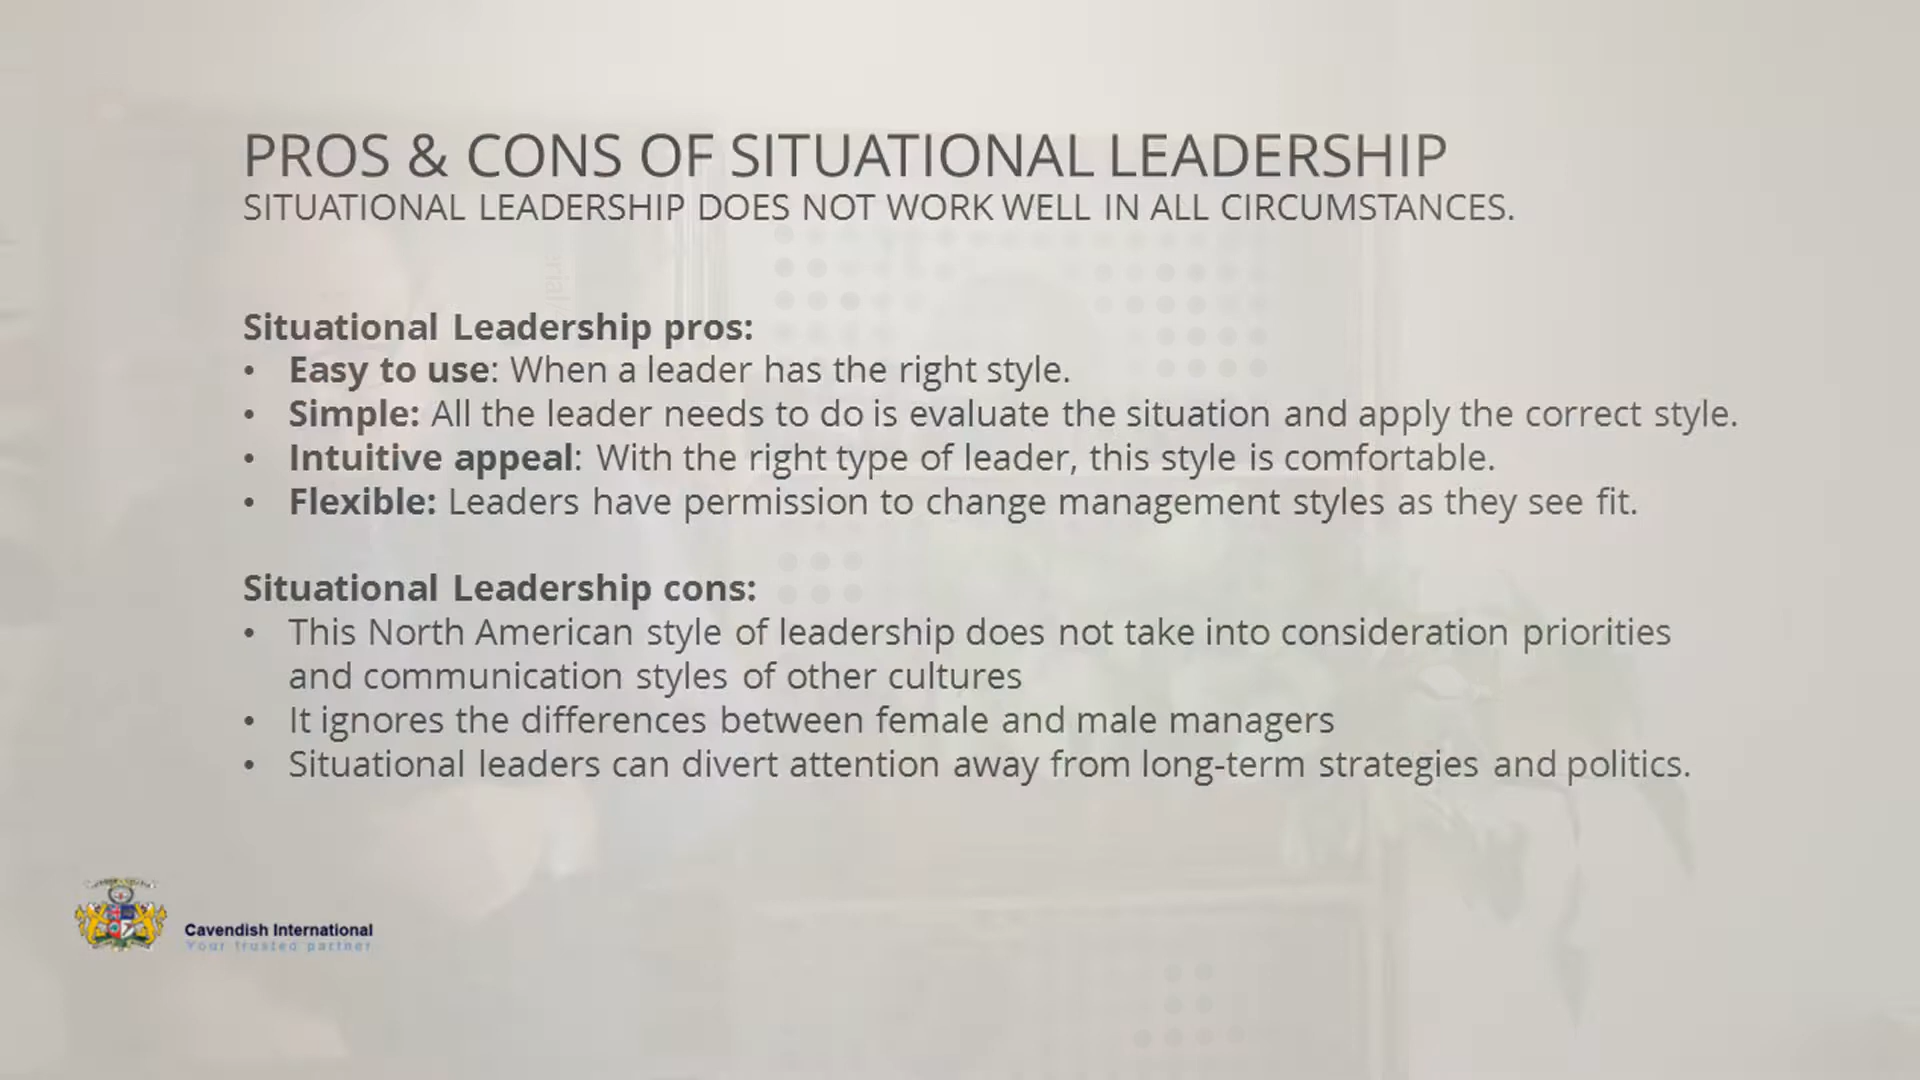 PROS & CONS OF SITUATIONAL LEADERSHIP
SITUATIONAL LEADERSHIP DOES NOT WORK WELL IN ALL CIRCUMSTANCES.
Situational Leadership pros:
• Easy to use: When a leader has the right style.
• Simple: All the leader needs to do is evaluate the situation and apply the correct style.
• Intuitive appeal: With the right type of leader, this style is comfortable.
• Flexible: Leaders have permission to change management styles as they see fit.
Situational Leadership cons:
• This North American style of leadership does not take into consideration priorities
and communication styles of other cultures
• It ignores the differences between female and male managers
• Situational leaders can divert attention away from long-term strategies and politics.
Cavendish International
Your trusted partner